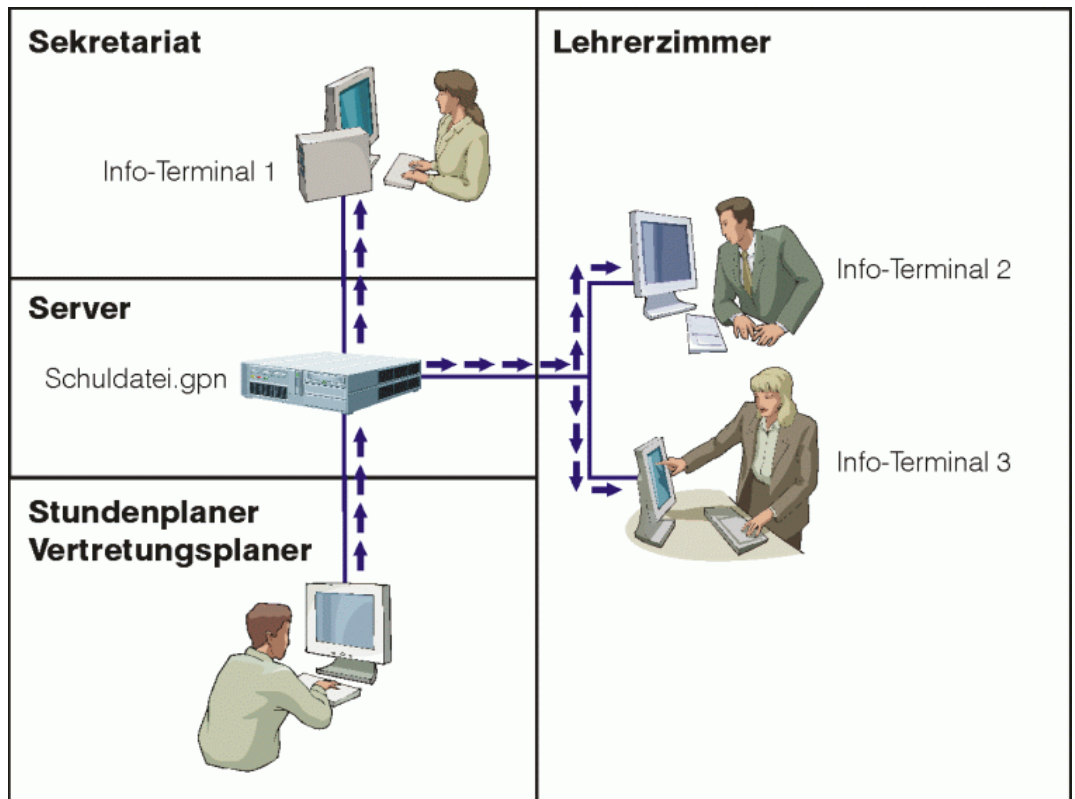 Sekretariat
Info-Terminal 1
Server
Schuldatei.gpn
Stundenplaner
Vertretungsplaner
Lehrerzimmer
Info-Terminal 2
Info-Terminal 3